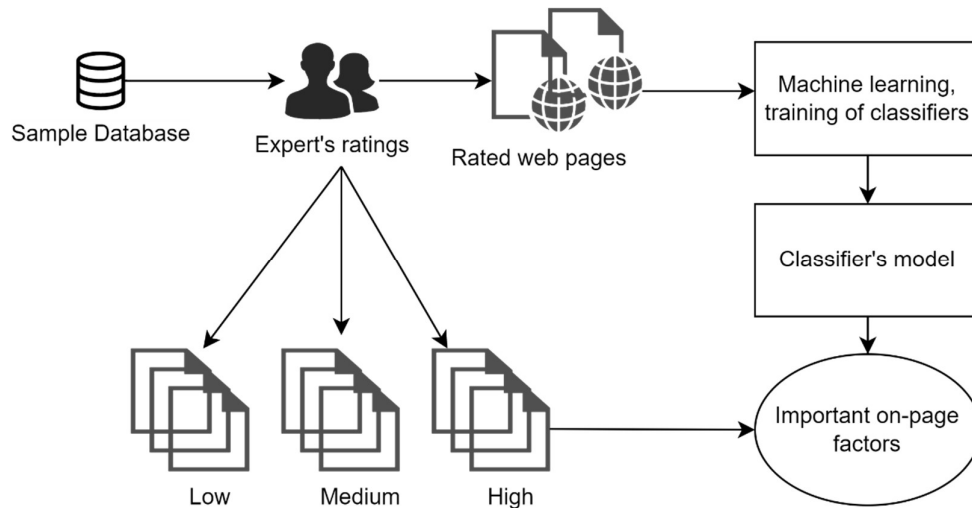 Sample Database
Expert's ratings
Rated web pages
Machine learning,
training of classifiers
Classifier's model
Low
Medium
High
Important on-page
factors